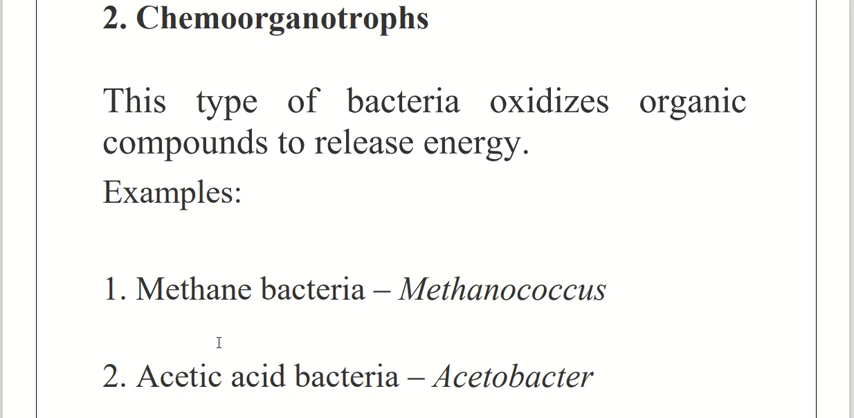 2. Chemoorganotrophs
This type of bacteria oxidizes organic
compounds to release energy.
Examples:
1. Methane bacteria – Methanococcus
2. Acetic acid bacteria – Acetobacter